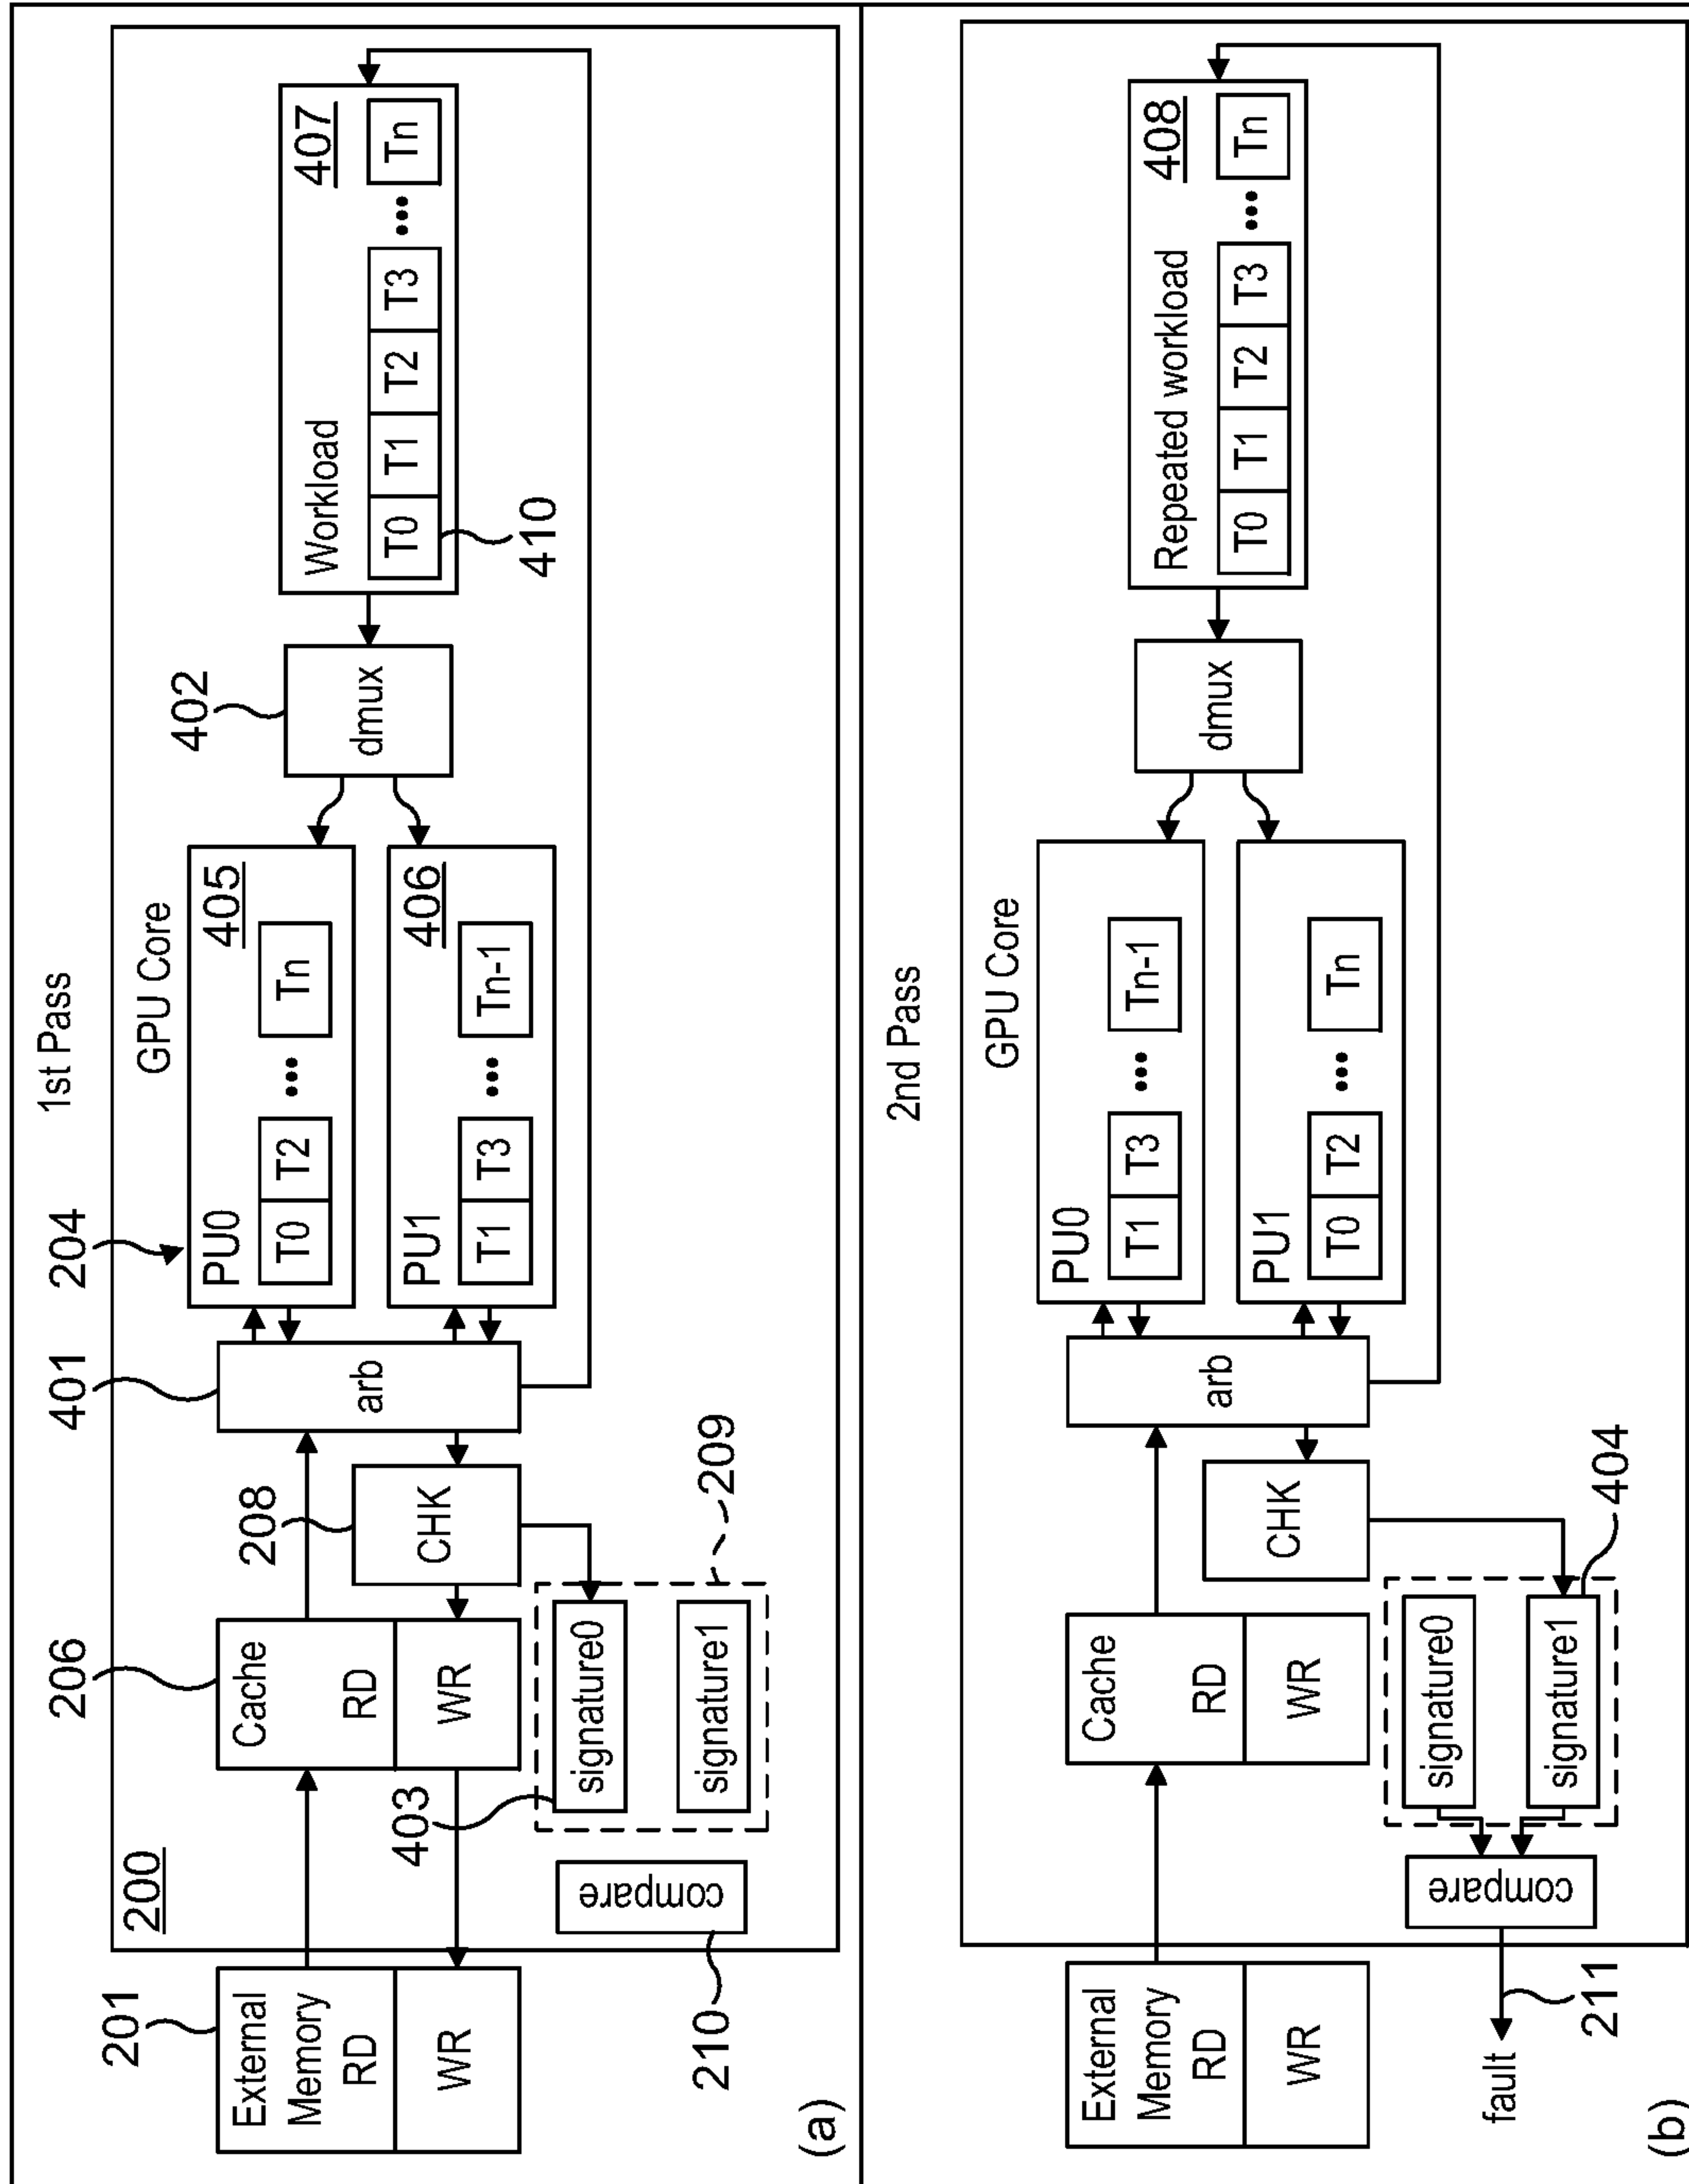 1st Pass
200
GPU Core
201
External
Memory
RD
WR
206
Cache
RD
WR
208
CHK
401
arb
204
PU0
405
T0
T2
...
Tn
PU1
406
T1
T3
...
Tn-1
402
dmux
Workload
407
T0
T1
T2
T3
...
Tn
410
403
signature0
signature1
209
compare
210
(a)
2nd Pass
GPU Core
External
Memory
RD
WR
Cache
RD
WR
CHK
arb
PU0
T1
T3
...
Tn-1
PU1
T0
T2
...
Tn
dmux
Repeated workload
408
T0
T1
T2
T3
...
Tn
signature0
signature1
404
compare
fault
211
(b)